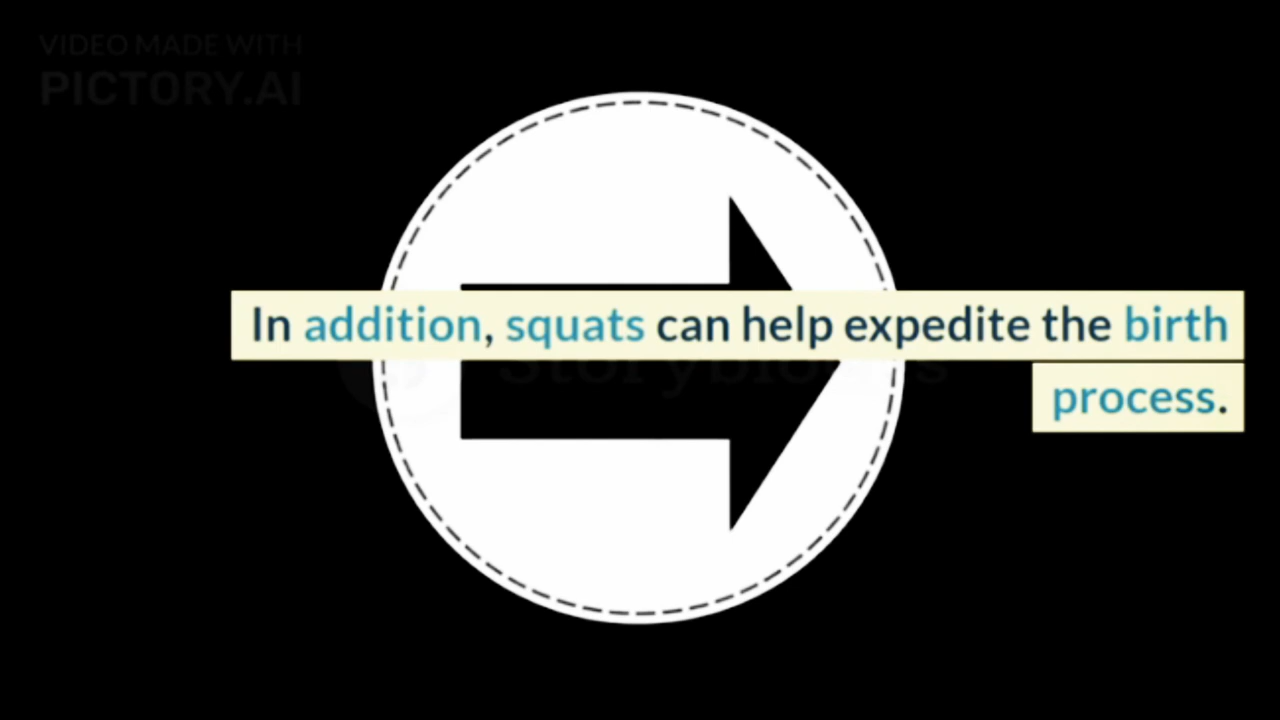 VIDEO MADE WITH
PICTORY.AI
In addition, squats can help expedite the birth
process.